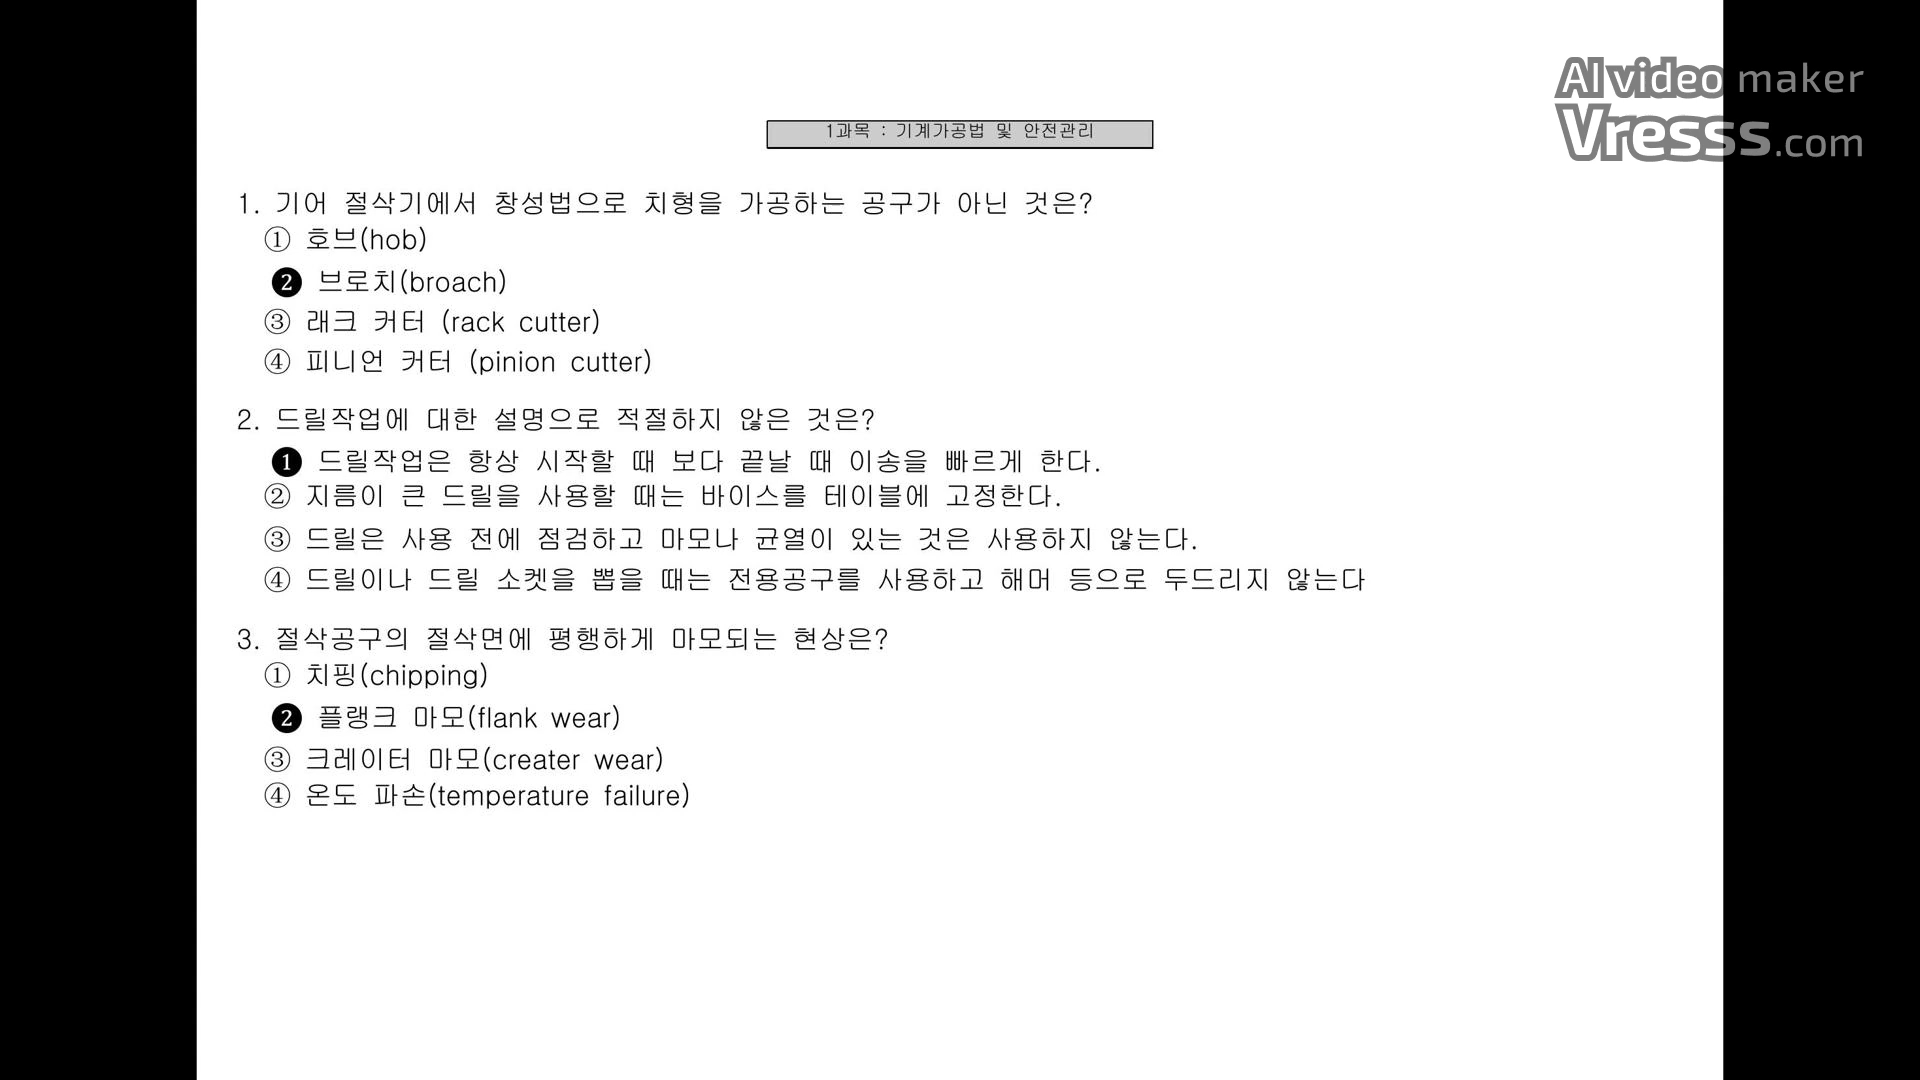 AI video maker
Vresss.com
1과목 : 기계가공법 및 안전관리
1. 기어 절삭기에서 창성법으로 치형을 가공하는 공구가 아닌 것은?
① 호브(hob)
❷ 브로치(broach)
③ 래크 커터 (rack cutter)
④ 피니언 커터 (pinion cutter)
2. 드릴작업에 대한 설명으로 적절하지 않은 것은?
❶ 드릴작업은 항상 시작할 때 보다 끝날 때 이송을 빠르게 한다.
② 지름이 큰 드릴을 사용할 때는 바이스를 테이블에 고정한다.
③ 드릴은 사용 전에 점검하고 마모나 균열이 있는 것은 사용하지 않는다.
④ 드릴이나 드릴 소켓을 뽑을 때는 전용공구를 사용하고 해머 등으로 두드리지 않는다
3. 절삭공구의 절삭면에 평행하게 마모되는 현상은?
① 치핑(chipping)
❷ 플랭크 마모(flank wear)
③ 크레이터 마모(creater wear)
④ 온도 파손(temperature failure)